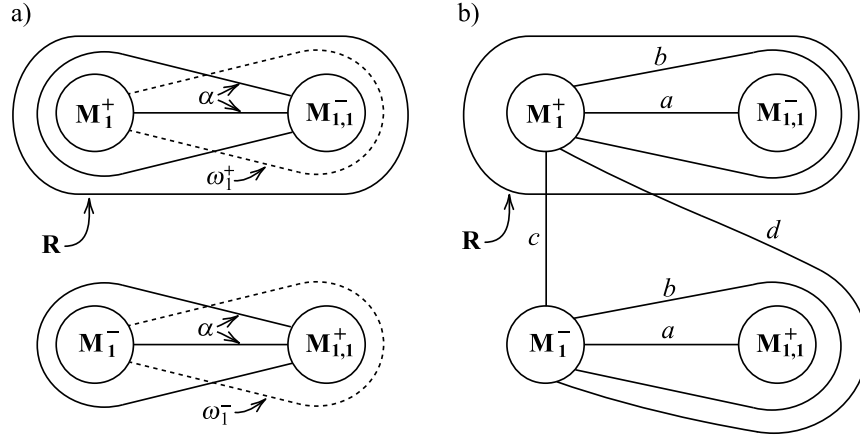 a)
M₁⁺ α M₁,₁⁻
ω₁⁺
R
M₁⁻ α M₁,₁⁺
ω₁⁻
b)
b
M₁⁺ a M₁,₁⁻
R
c d
b
M₁⁻ a M₁,₁⁺